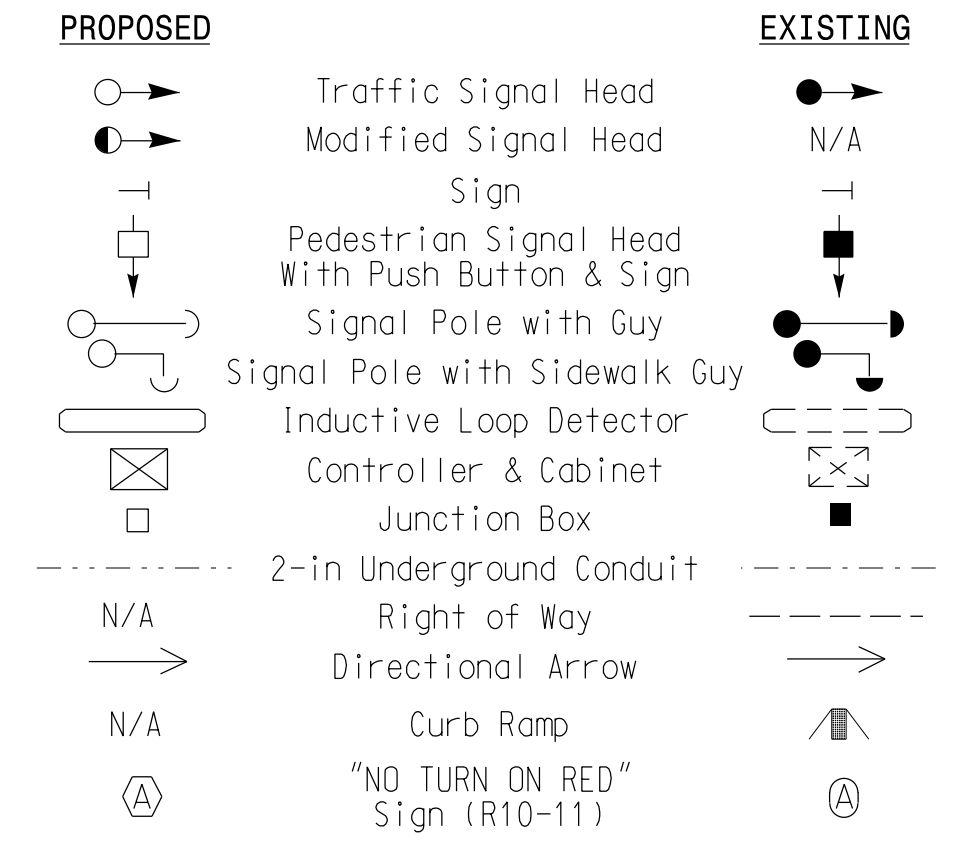 PROPOSED EXISTING
Traffic Signal Head
Modified Signal Head N/A
Sign
Pedestrian Signal Head
With Push Button & Sign
Signal Pole with Guy
Signal Pole with Sidewalk Guy
Inductive Loop Detector
Controller & Cabinet
Junction Box
2-in Underground Conduit
N/A Right of Way
Directional Arrow
N/A Curb Ramp
"NO TURN ON RED"
A Sign (R10-11) A